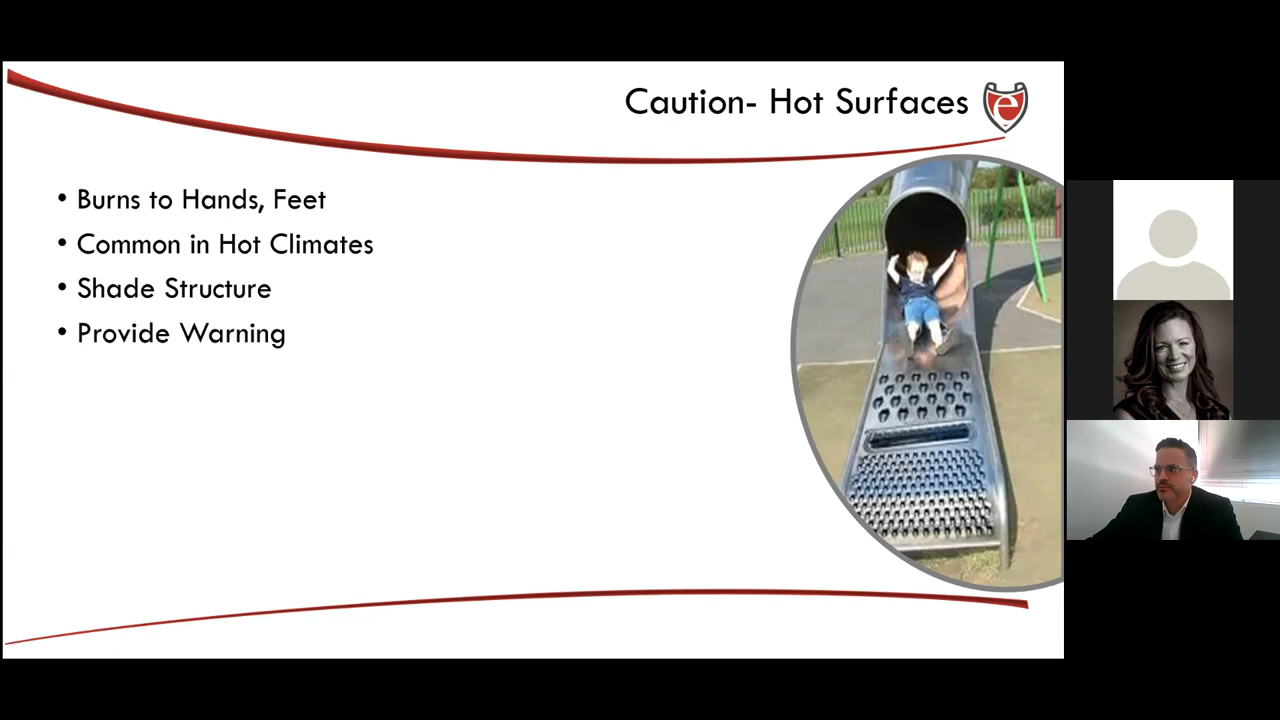 Caution- Hot Surfaces
e
• Burns to Hands, Feet
• Common in Hot Climates
• Shade Structure
• Provide Warning